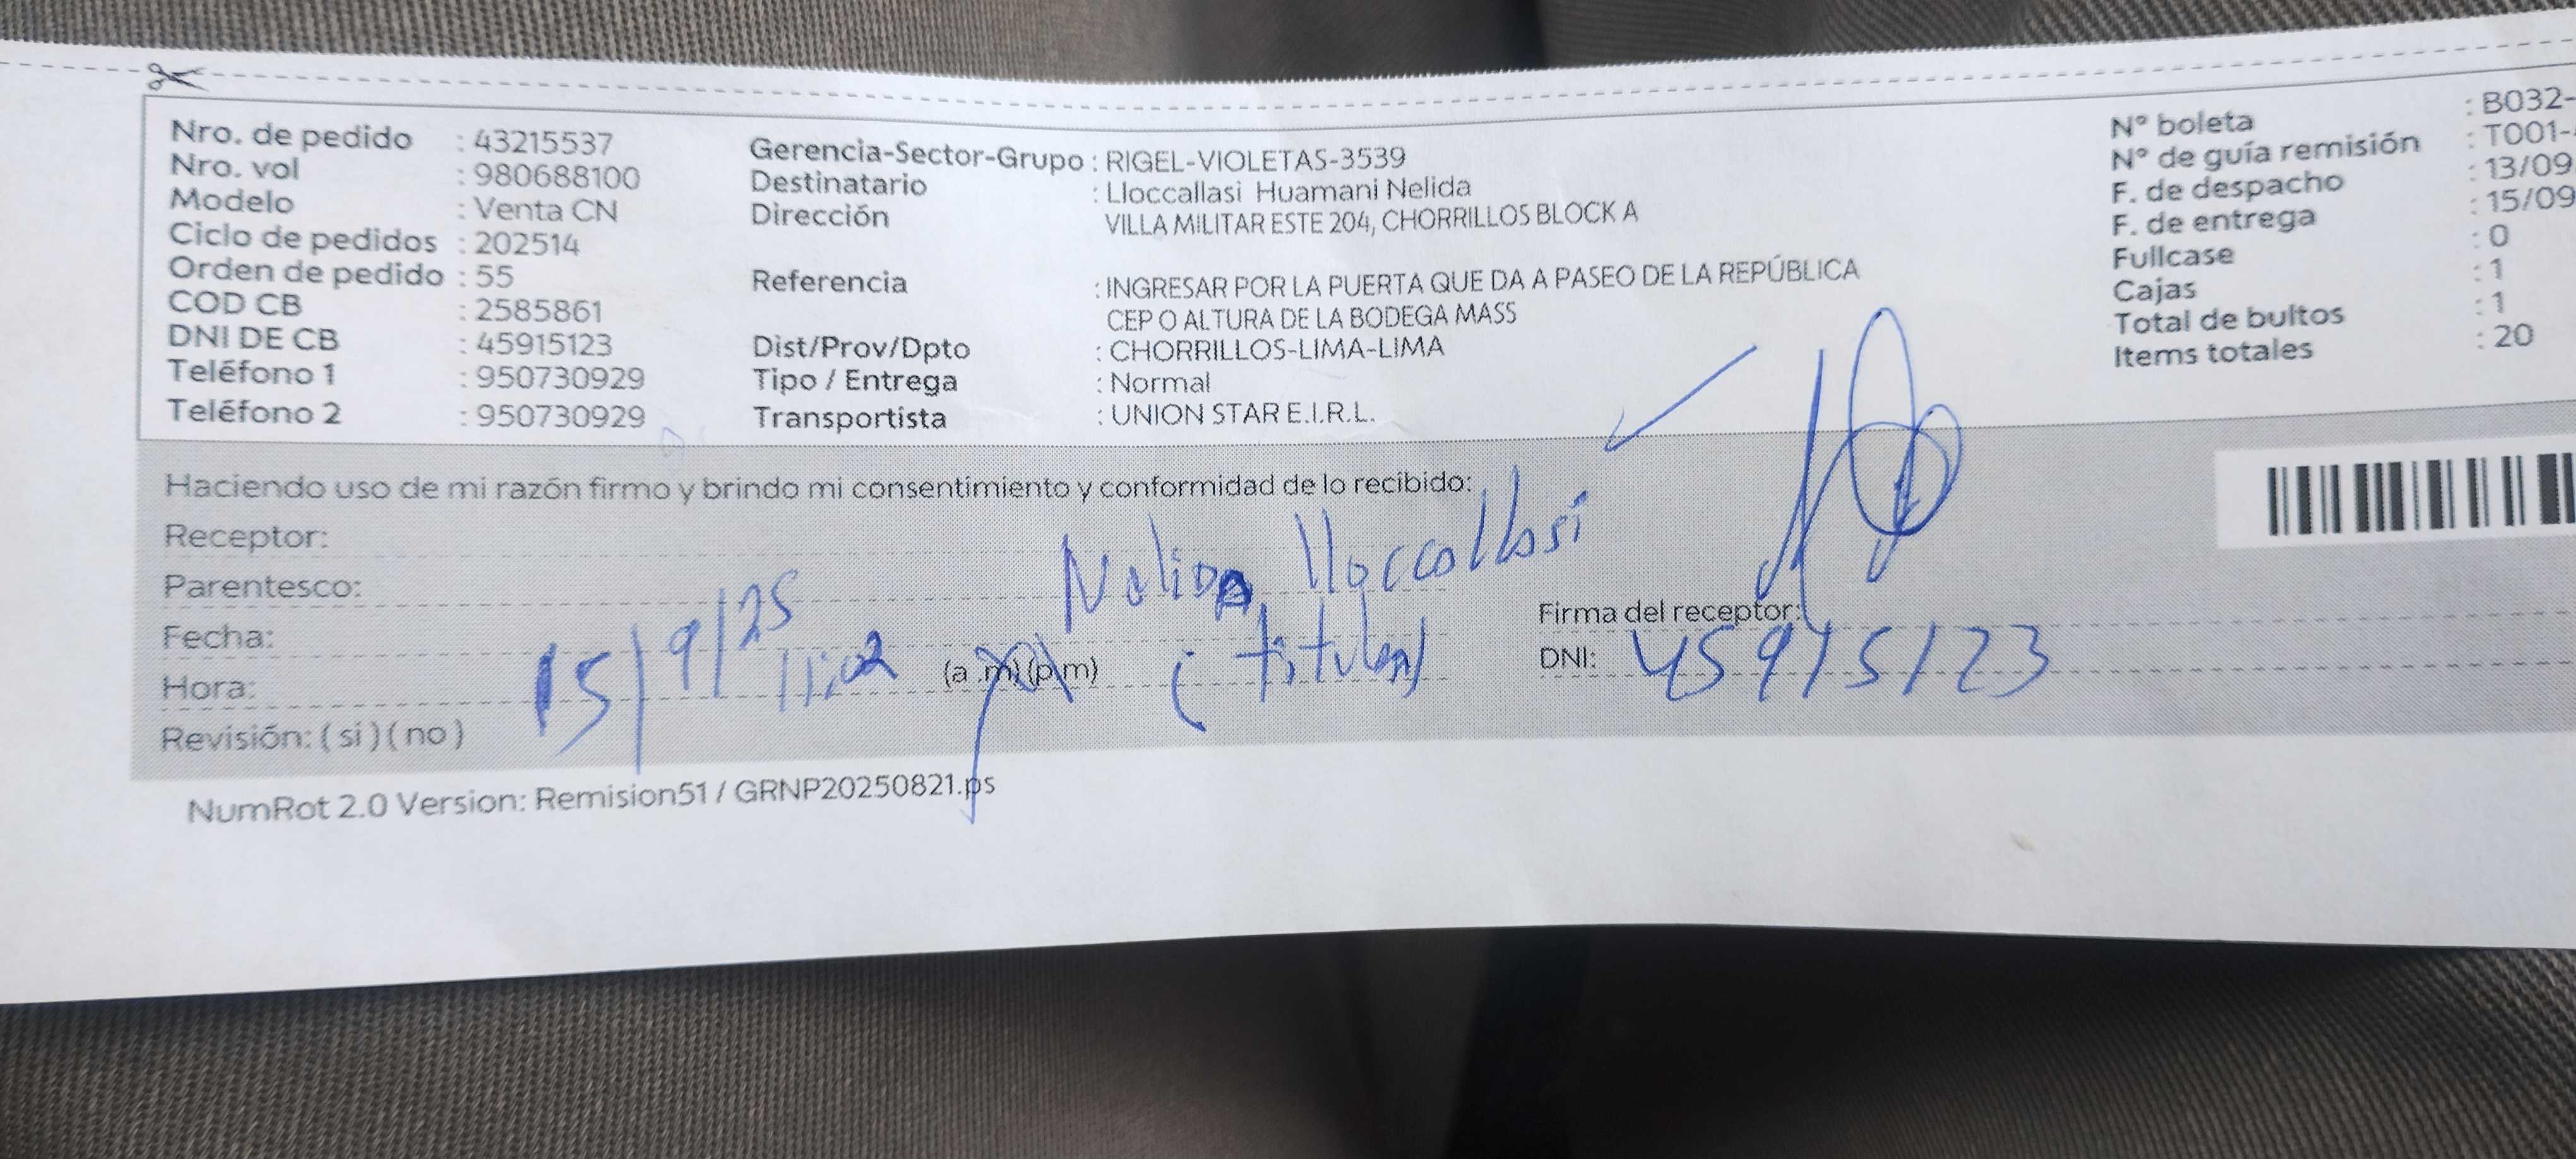 Nro. de pedido : 43215537
Nro. vol : 980688100
Modelo : Venta CN
Ciclo de pedidos : 202514
Orden de pedido : 55
COD CB : 2585861
DNI DE CB : 45915123
Teléfono 1 : 950730929
Teléfono 2 : 950730929
Gerencia-Sector-Grupo : RIGEL-VIOLETAS-3539
Destinatario : Lloccallasi Huamani Nelida
Dirección VILLA MILITAR ESTE 204, CHORRILLOS BLOCK A
Referencia : INGRESAR POR LA PUERTA QUE DA A PASEO DE LA REPÚBLICA
CEP O ALTURA DE LA BODEGA MASS
Dist/Prov/Dpto : CHORRILLOS-LIMA-LIMA
Tipo / Entrega : Normal
Transportista : UNION STAR E.I.R.L.
N° boleta : B032-
N° de guía remisión : T001-
F. de despacho : 13/09
F. de entrega : 15/09
Fullcase : 0
Cajas : 1
Total de bultos : 1
Items totales : 20
Haciendo uso de mi razón firmo y brindo mi consentimiento y conformidad de lo recibido:
Receptor: Nelida lloccallasi
Parentesco: (titular)
Fecha: 15/9/25
Hora: 11:02 (a .m) (p.m)
Revisión: ( si ) ( no )
Firma del receptor:
DNI: 45915123
NumRot 2.0 Version: Remision51 / GRNP20250821.ps